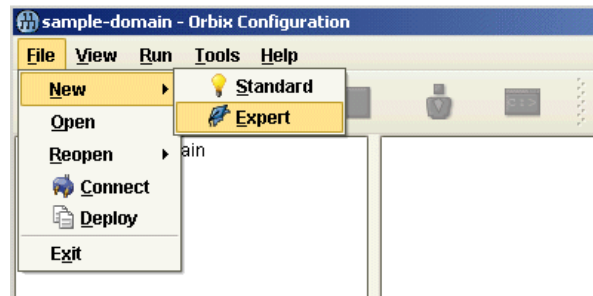 sample-domain - Orbix Configuration
File View Run Tools Help
New
Standard
Expert
Open
Reopen
ain
Connect
Deploy
Exit